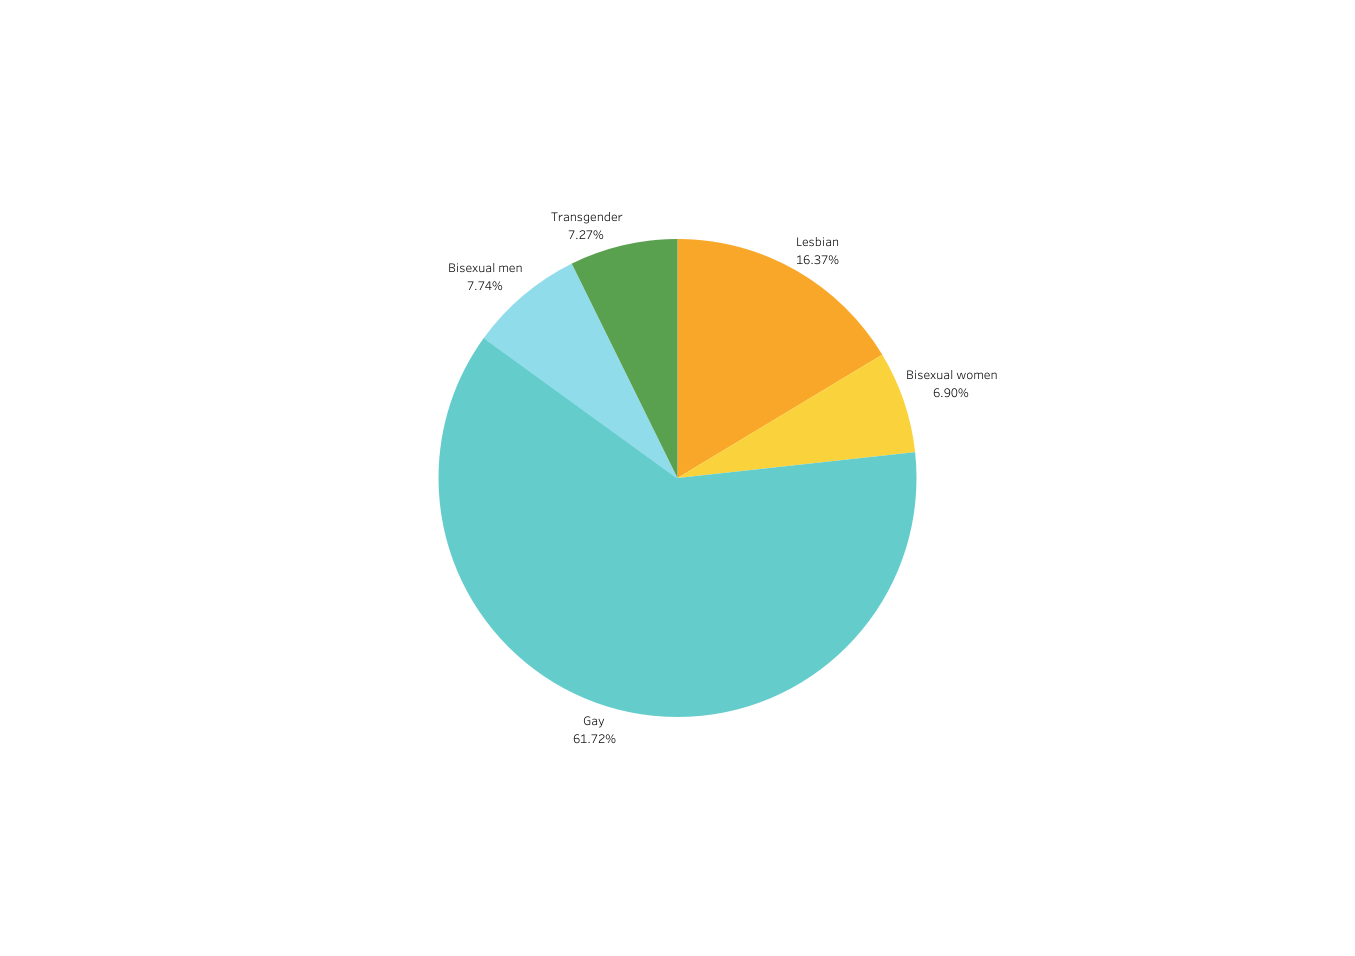 Transgender
7.27%
Lesbian
16.37%
Bisexual men
7.74%
Bisexual women
6.90%
Gay
61.72%